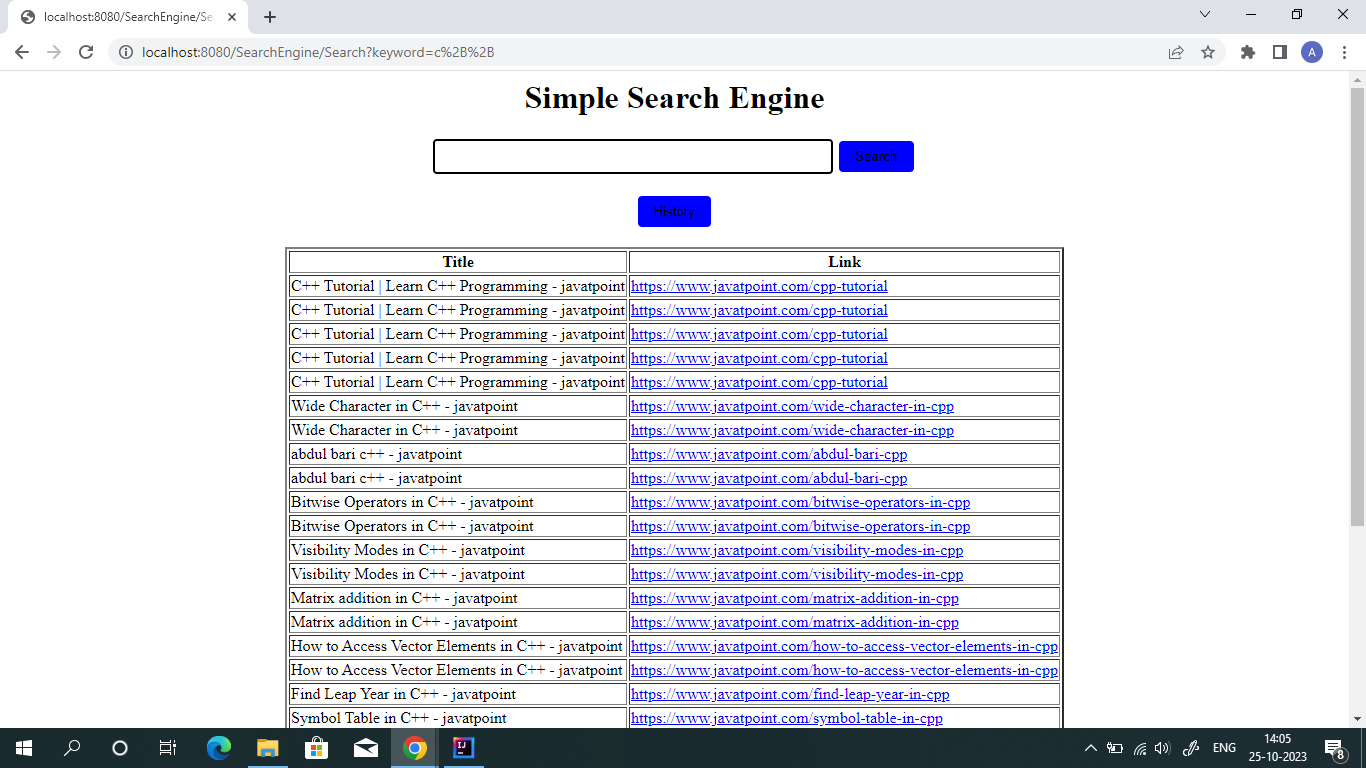 localhost:8080/SearchEngine/Se
localhost:8080/SearchEngine/Search?keyword=c%2B%2B
A
Simple Search Engine
Search
History
Title Link
C++ Tutorial | Learn C++ Programming - javatpoint https://www.javatpoint.com/cpp-tutorial
C++ Tutorial | Learn C++ Programming - javatpoint https://www.javatpoint.com/cpp-tutorial
C++ Tutorial | Learn C++ Programming - javatpoint https://www.javatpoint.com/cpp-tutorial
C++ Tutorial | Learn C++ Programming - javatpoint https://www.javatpoint.com/cpp-tutorial
C++ Tutorial | Learn C++ Programming - javatpoint https://www.javatpoint.com/cpp-tutorial
Wide Character in C++ - javatpoint https://www.javatpoint.com/wide-character-in-cpp
Wide Character in C++ - javatpoint https://www.javatpoint.com/wide-character-in-cpp
abdul bari c++ - javatpoint https://www.javatpoint.com/abdul-bari-cpp
abdul bari c++ - javatpoint https://www.javatpoint.com/abdul-bari-cpp
Bitwise Operators in C++ - javatpoint https://www.javatpoint.com/bitwise-operators-in-cpp
Bitwise Operators in C++ - javatpoint https://www.javatpoint.com/bitwise-operators-in-cpp
Visibility Modes in C++ - javatpoint https://www.javatpoint.com/visibility-modes-in-cpp
Visibility Modes in C++ - javatpoint https://www.javatpoint.com/visibility-modes-in-cpp
Matrix addition in C++ - javatpoint https://www.javatpoint.com/matrix-addition-in-cpp
Matrix addition in C++ - javatpoint https://www.javatpoint.com/matrix-addition-in-cpp
How to Access Vector Elements in C++ - javatpoint https://www.javatpoint.com/how-to-access-vector-elements-in-cpp
How to Access Vector Elements in C++ - javatpoint https://www.javatpoint.com/how-to-access-vector-elements-in-cpp
Find Leap Year in C++ - javatpoint https://www.javatpoint.com/find-leap-year-in-cpp
Symbol Table in C++ - javatpoint https://www.javatpoint.com/symbol-table-in-cpp
IJ
ENG
14:05
25-10-2023
8